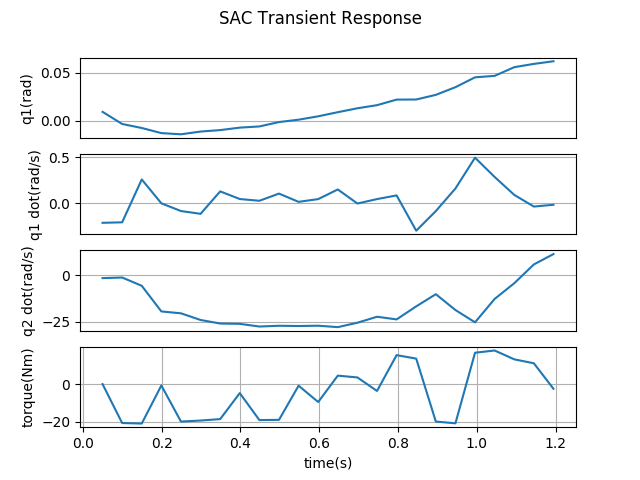 SAC Transient Response
q1(rad)
0.05
0.00
q1 dot(rad/s)
0.5
0.0
q2 dot(rad/s)
0
−25
torque(Nm)
0
−20
0.0 0.2 0.4 0.6 0.8 1.0 1.2
time(s)